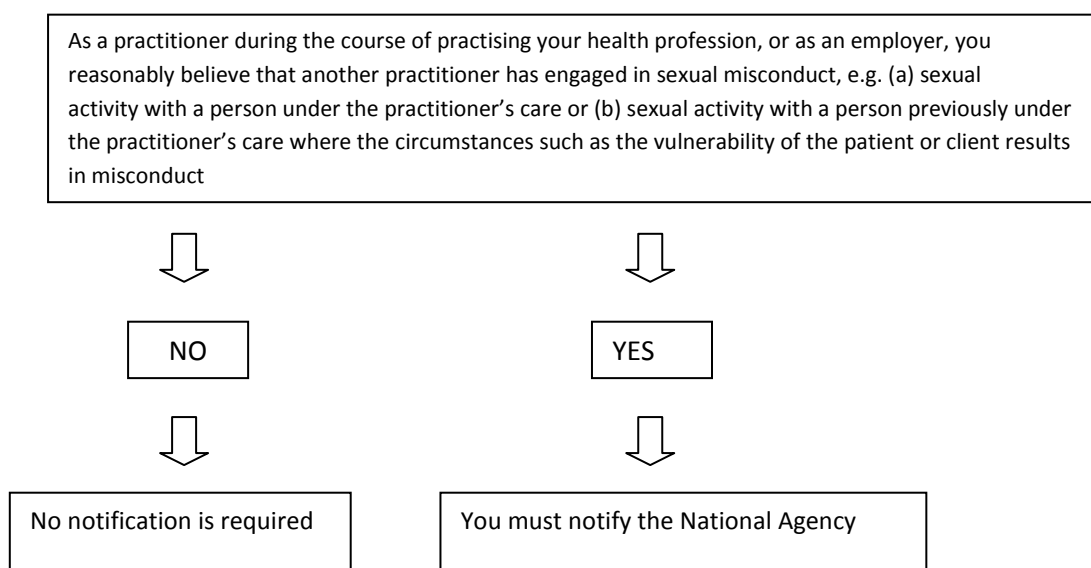 As a practitioner during the course of practising your health profession, or as an employer, you
reasonably believe that another practitioner has engaged in sexual misconduct, e.g. (a) sexual
activity with a person under the practitioner’s care or (b) sexual activity with a person previously under
the practitioner’s care where the circumstances such as the vulnerability of the patient or client results
in misconduct
NO
YES
No notification is required
You must notify the National Agency